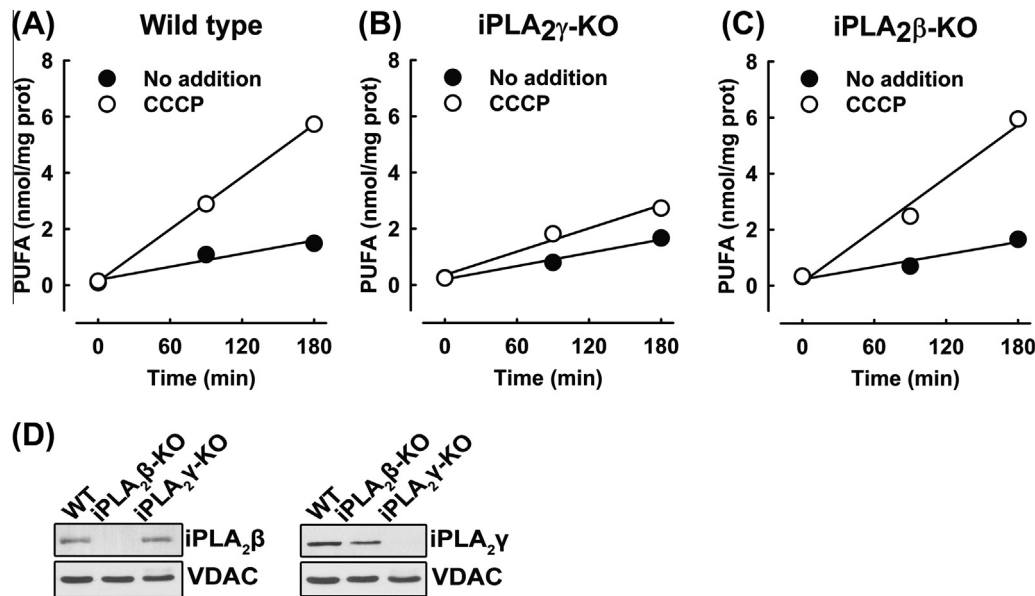 (A) Wild type
PUFA (nmol/mg prot)
8
6
4
2
0
No addition
CCCP
0 60 120 180
Time (min)
(B) iPLA2γ-KO
PUFA (nmol/mg prot)
8
6
4
2
0
No addition
CCCP
0 60 120 180
Time (min)
(C) iPLA2β-KO
PUFA (nmol/mg prot)
8
6
4
2
0
No addition
CCCP
0 60 120 180
Time (min)
(D)
WT iPLA2β-KO iPLA2γ-KO
iPLA2β
VDAC
WT iPLA2β-KO iPLA2γ-KO
iPLA2γ
VDAC